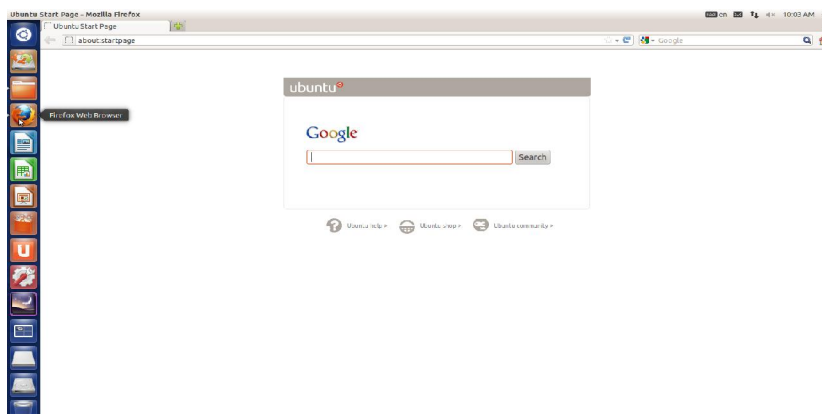 Ubuntu Start Page - Mozilla Firefox
en 10:03 AM
Ubuntu Start Page
about:startpage
Google
Firefox Web Browser
ubuntu
Google
Search
Ubuntu help > Ubuntu shop > Ubuntu community >